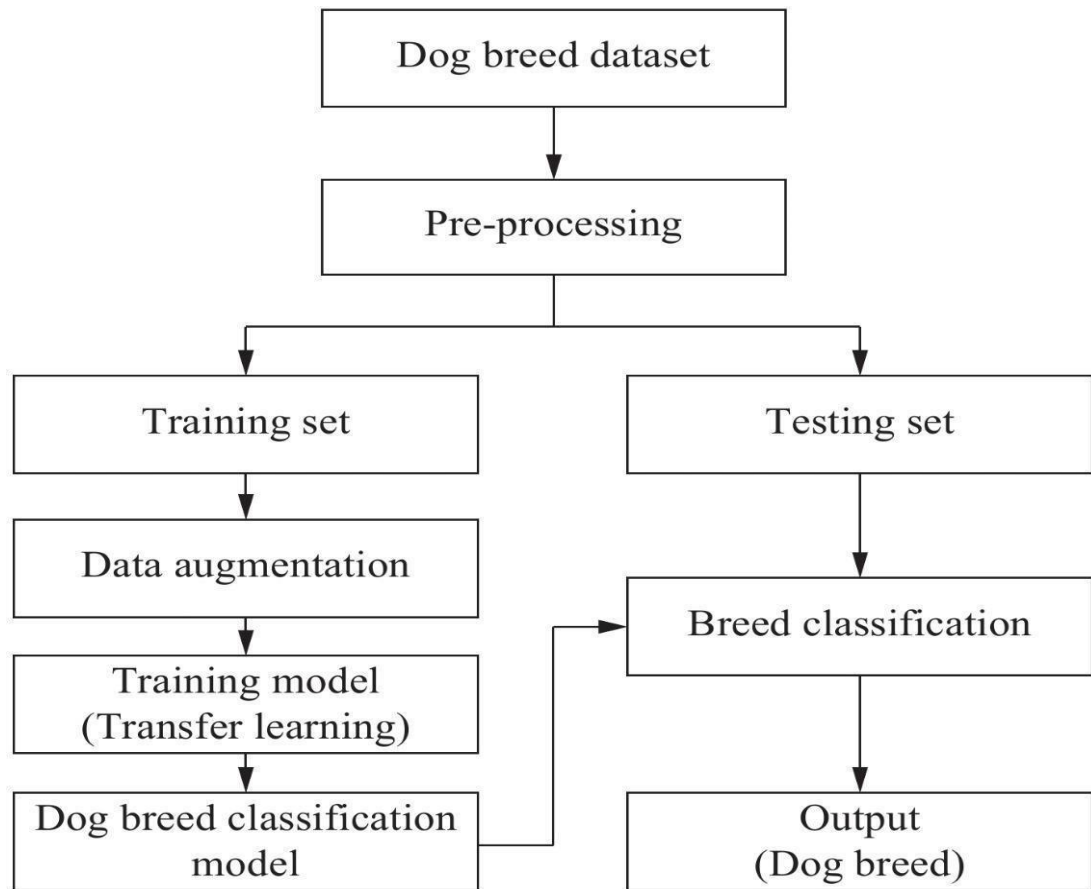 Dog breed dataset
Pre-processing
Training set
Testing set
Data augmentation
Breed classification
Training model
(Transfer learning)
Dog breed classification
model
Output
(Dog breed)